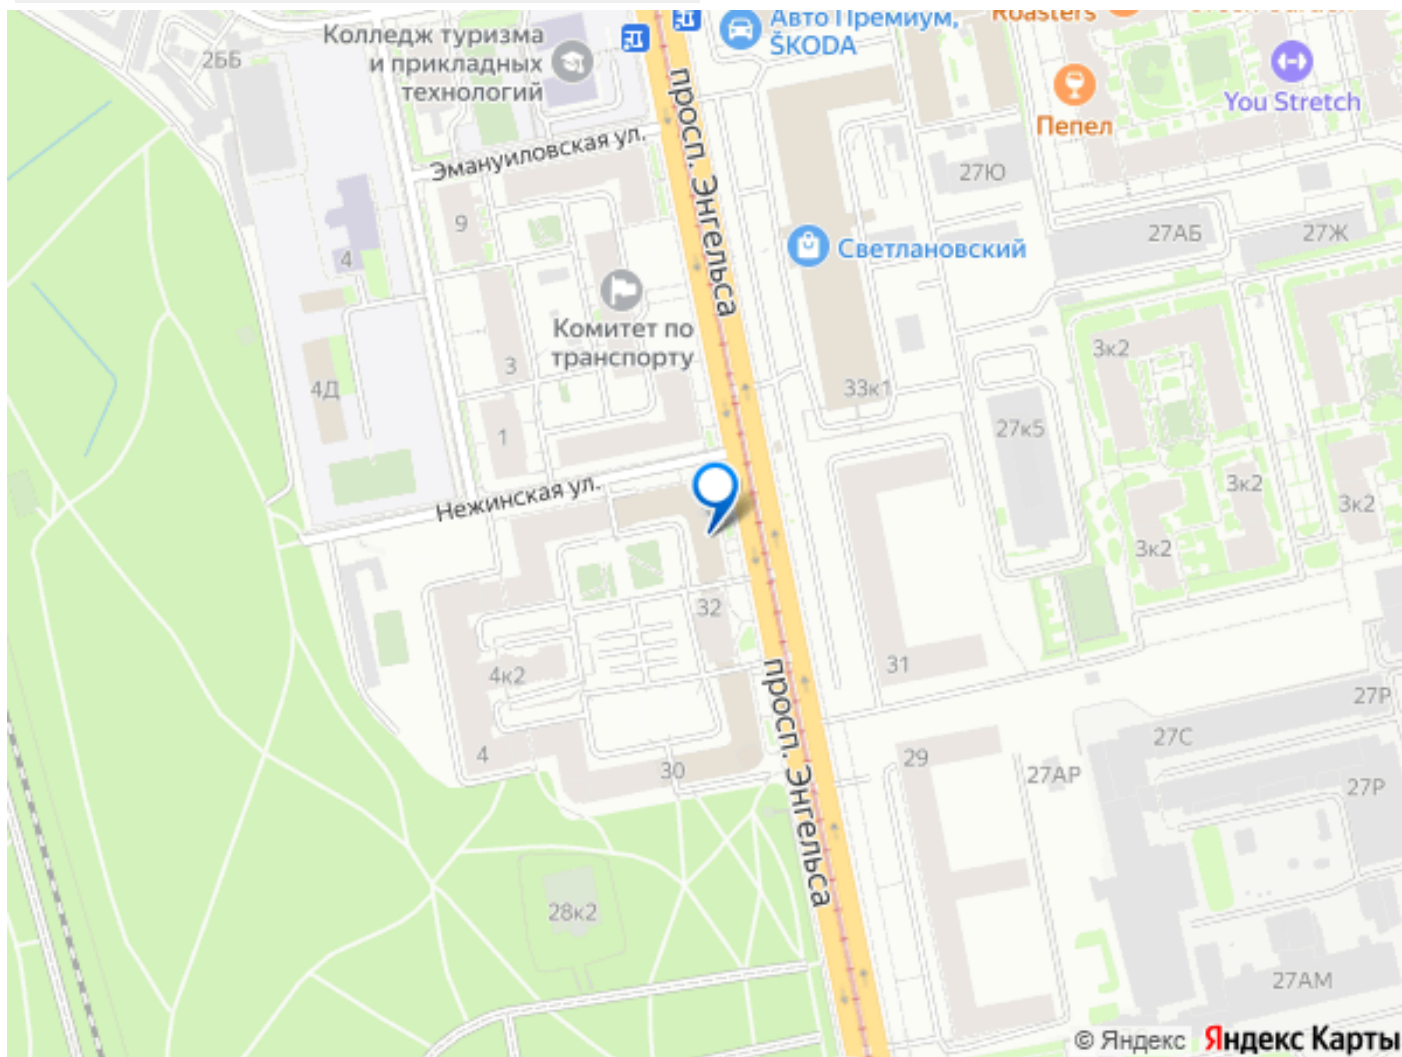 Колледж туризма
и прикладных
технологий
2ББ
Авто Премиум,
ŠKODA
Roasters
You Stretch
Пепел
просп. Энгельса
Эмануиловская ул.
27Ю
9
4
Светлановский
27АБ
27Ж
Комитет по
транспорту
3
4Д
1
33к1
3к2
27к5
3к2
3к2
3к2
Нежинская ул.
32
4к2
4
30
31
просп. Энгельса
29
27С
27Р
27АР
27Р
28к2
27АМ
© Яндекс Яндекс Карты